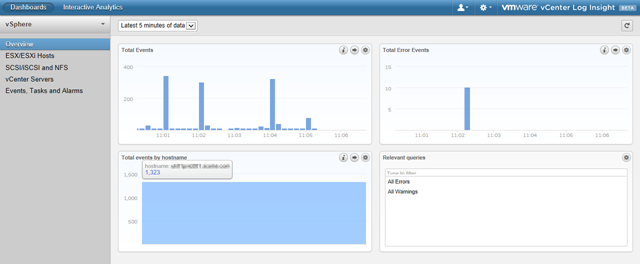 Dashboards Interactive Analytics vmware vCenter Log Insight BETA
vSphere
Latest 5 minutes of data
Overview
ESX/ESXi Hosts
SCSI/iSCSI and NFS
vCenter Servers
Events, Tasks and Alarms
Total Events
400
200
11:01 11:02 11:03 11:04 11:05 11:06
Total Error Events
15
10
5
11:01 11:02 11:03 11:04 11:05 11:06
Total events by hostname
hostname:
1,323
1,500
1,000
500
Relevant queries
Type to filter
All Errors
All Warnings